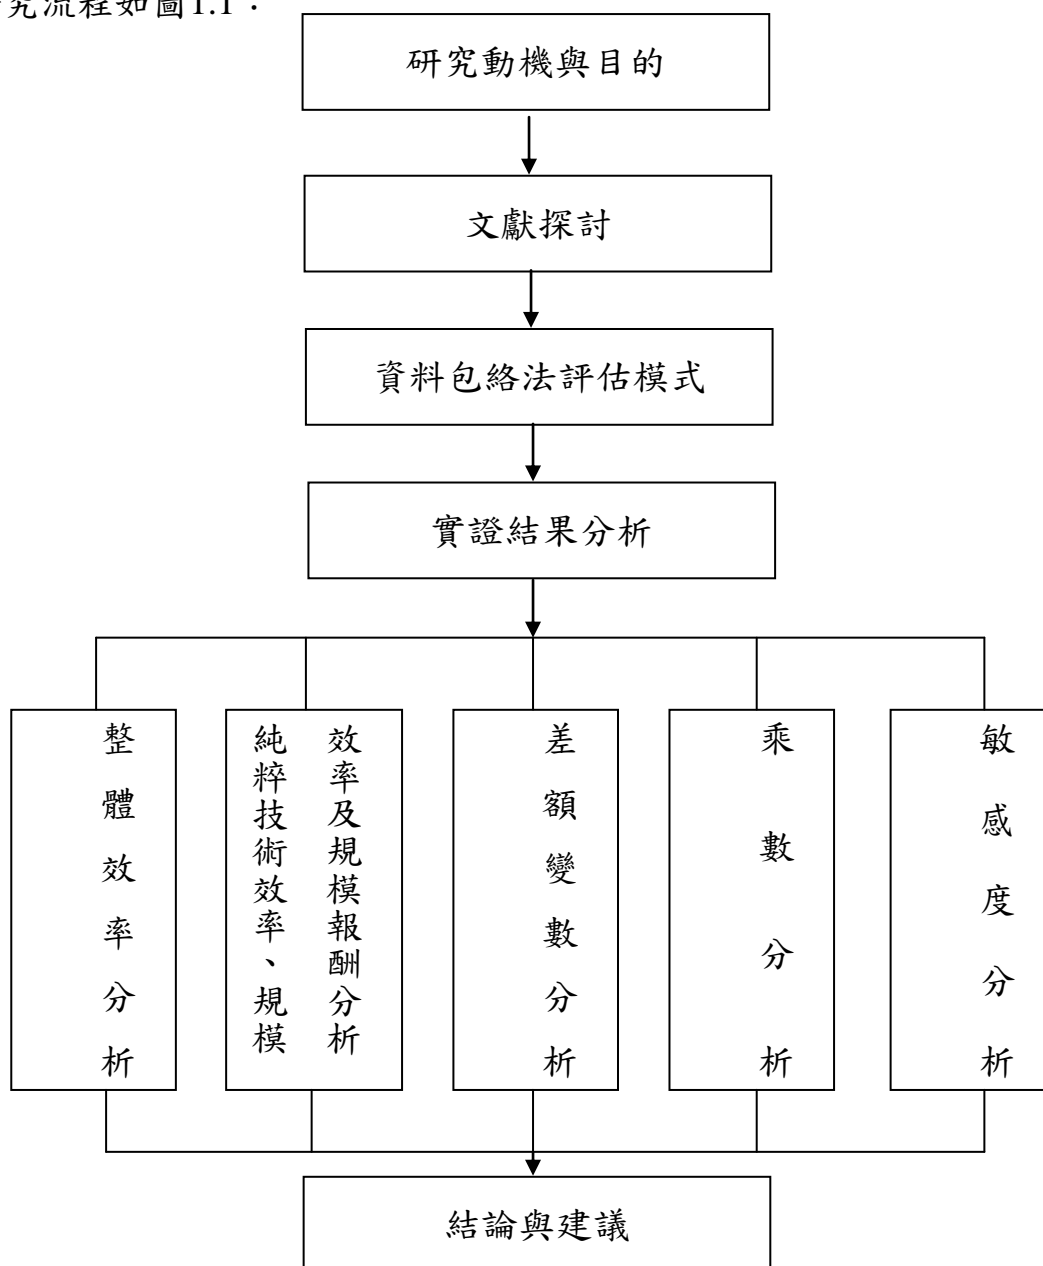 究流程如圖1.1：
研究動機與目的
文獻探討
資料包絡法評估模式
實證結果分析
整體效率分析
純粹技術效率、規模
效率及規模報酬分析
差額變數分析
乘數分析
敏感度分析
結論與建議